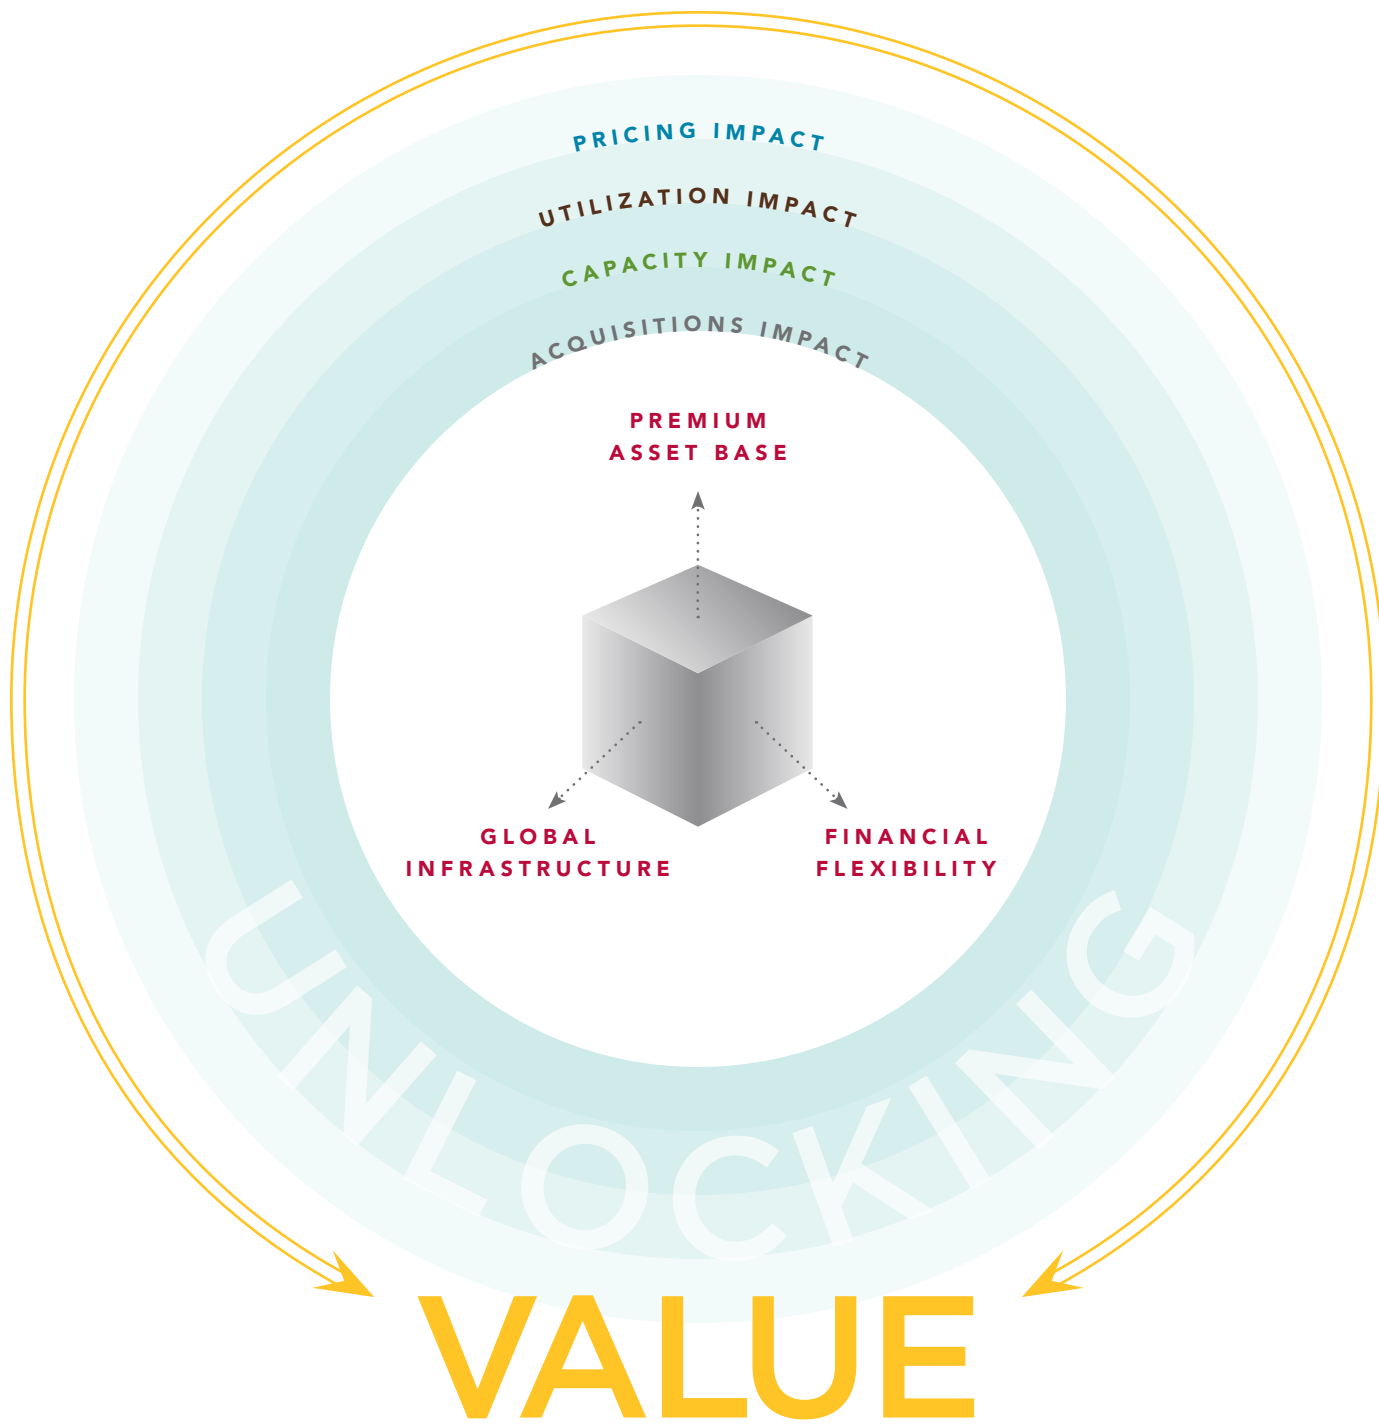 PRICING IMPACT
UTILIZATION IMPACT
CAPACITY IMPACT
ACQUISITIONS IMPACT
PREMIUM
ASSET BASE
GLOBAL
INFRASTRUCTURE
FINANCIAL
FLEXIBILITY
UNLOCKING
VALUE